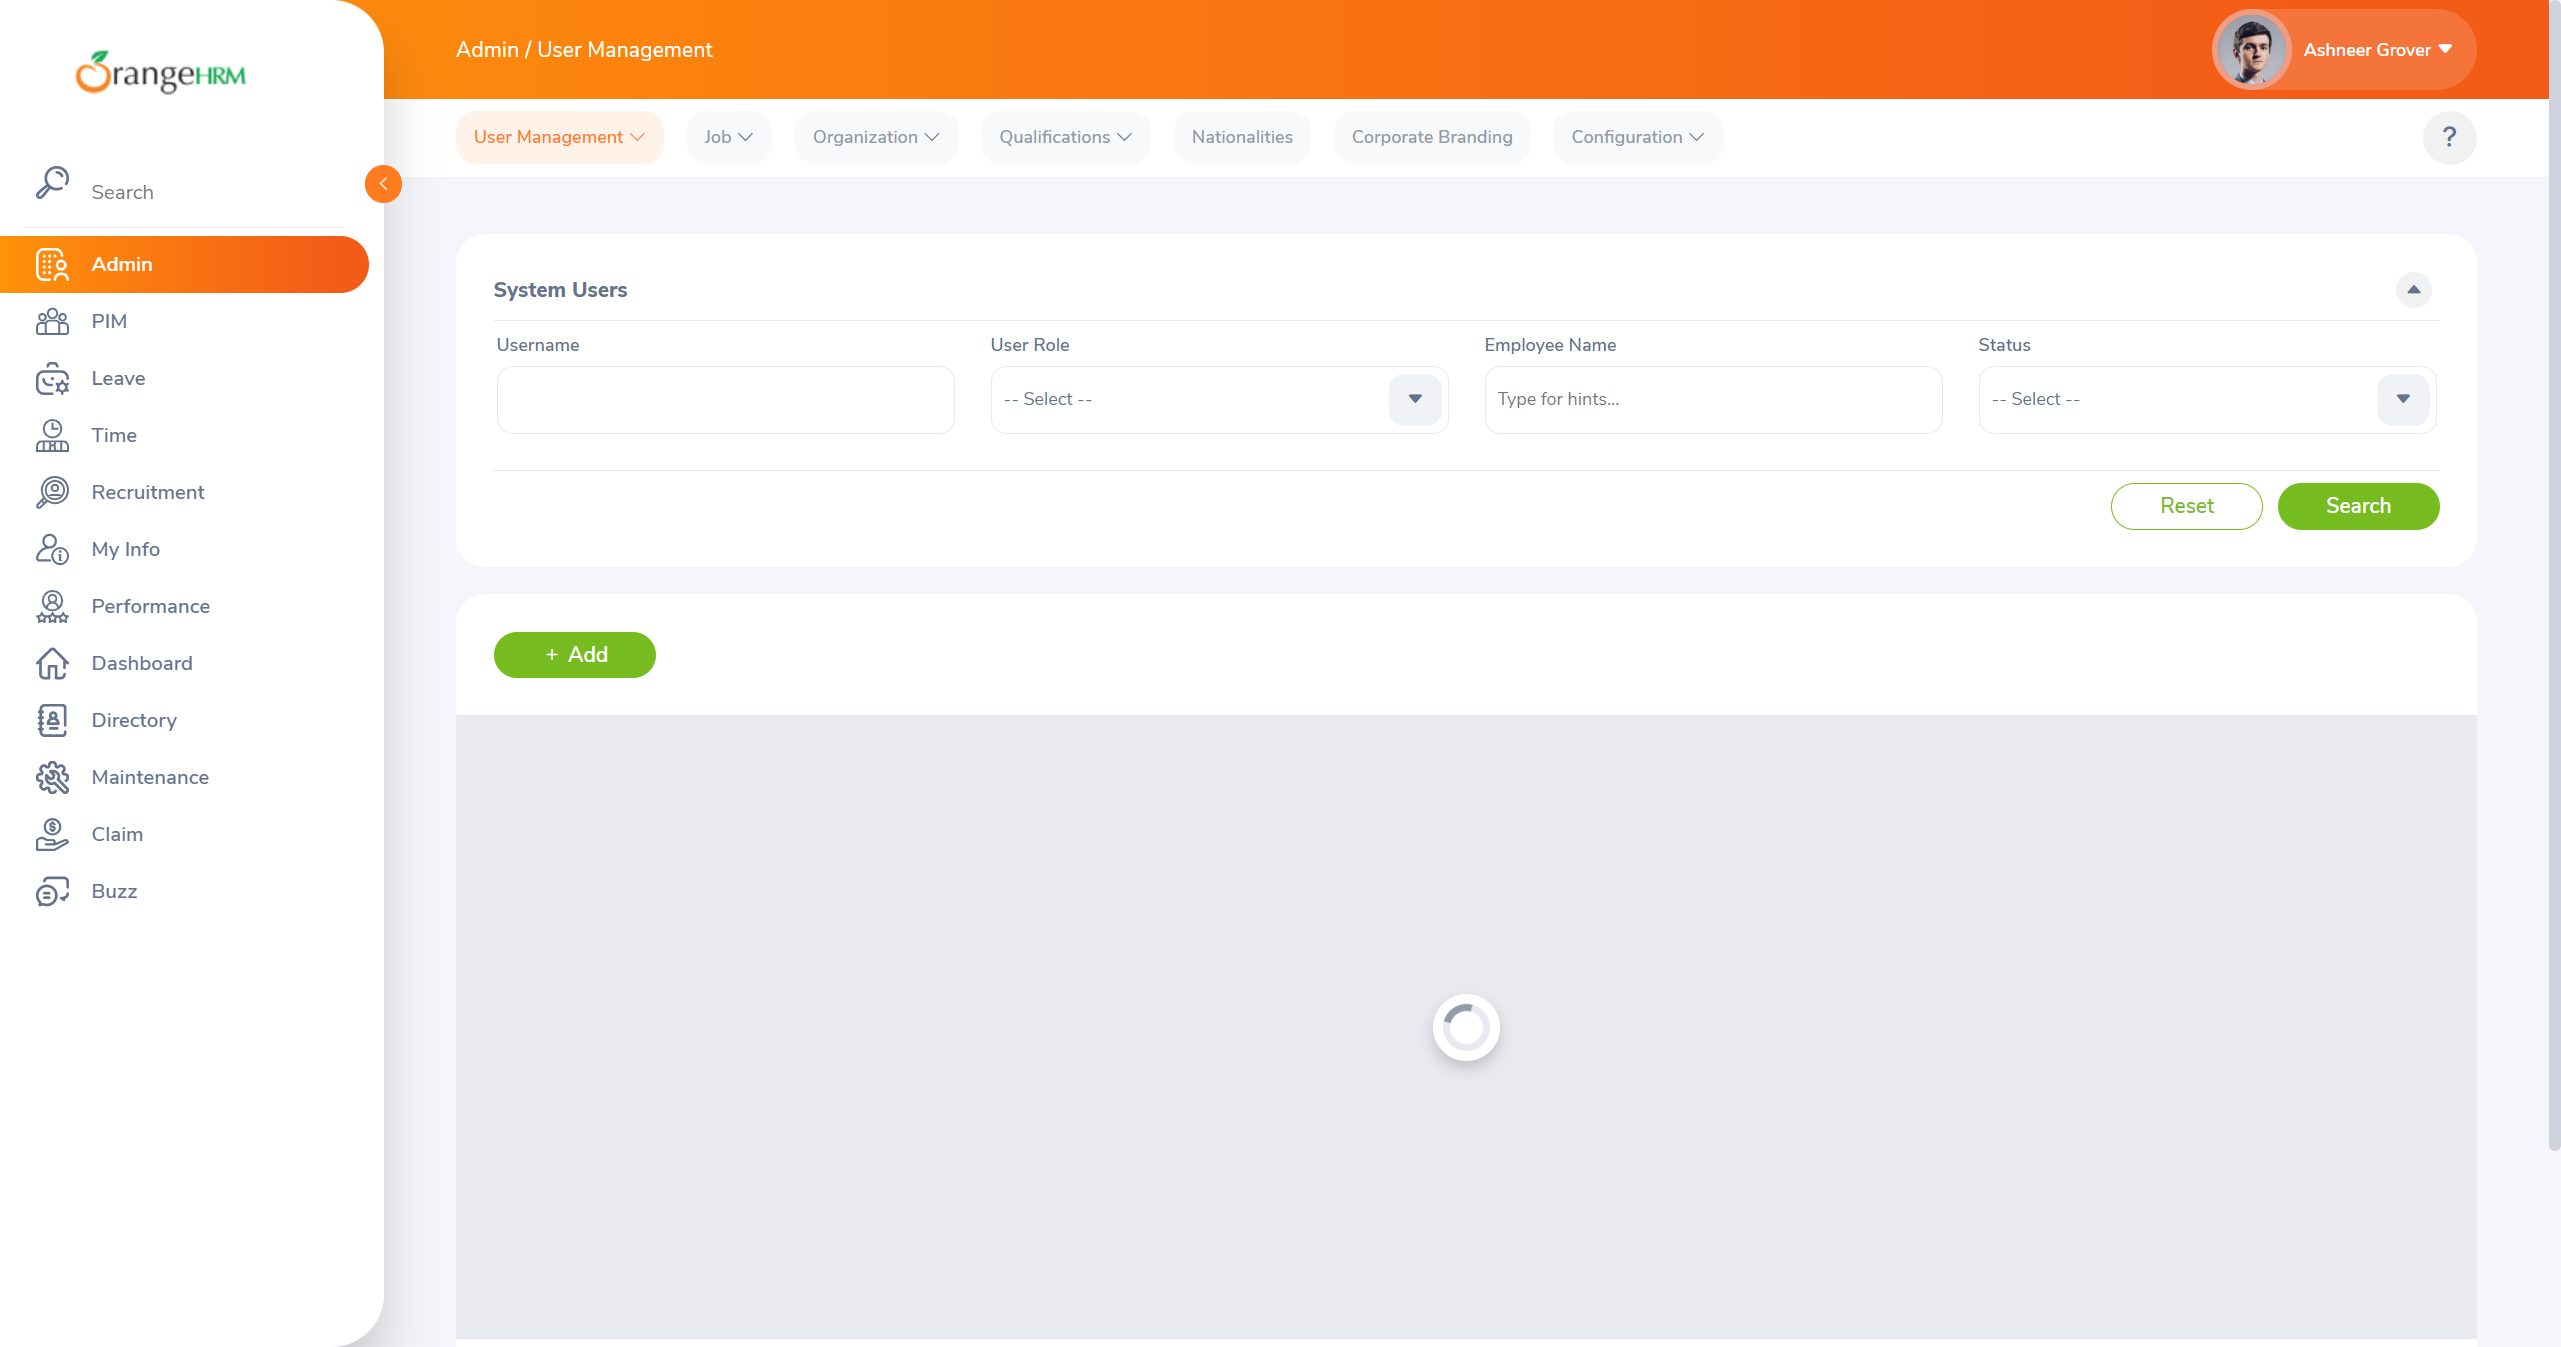 OrangeHRM
Search
Admin
PIM
Leave
Time
Recruitment
My Info
Performance
Dashboard
Directory
Maintenance
Claim
Buzz
Admin / User Management
Ashneer Grover
User Management
Job
Organization
Qualifications
Nationalities
Corporate Branding
Configuration
?
System Users
Username
User Role
Employee Name
Status
-- Select --
Type for hints...
-- Select --
Reset
Search
+ Add